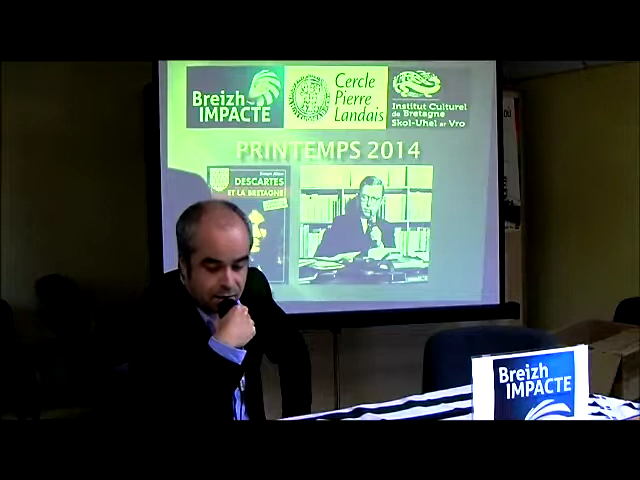 Breizh
IMPACTE
Cercle
Pierre
Landais
Institut Culturel
de Bretagne
Skol-Uhel ar Vro
PRINTEMPS 2014
DESCARTES
ET LA BRETAGNE
Breizh
IMPACTE